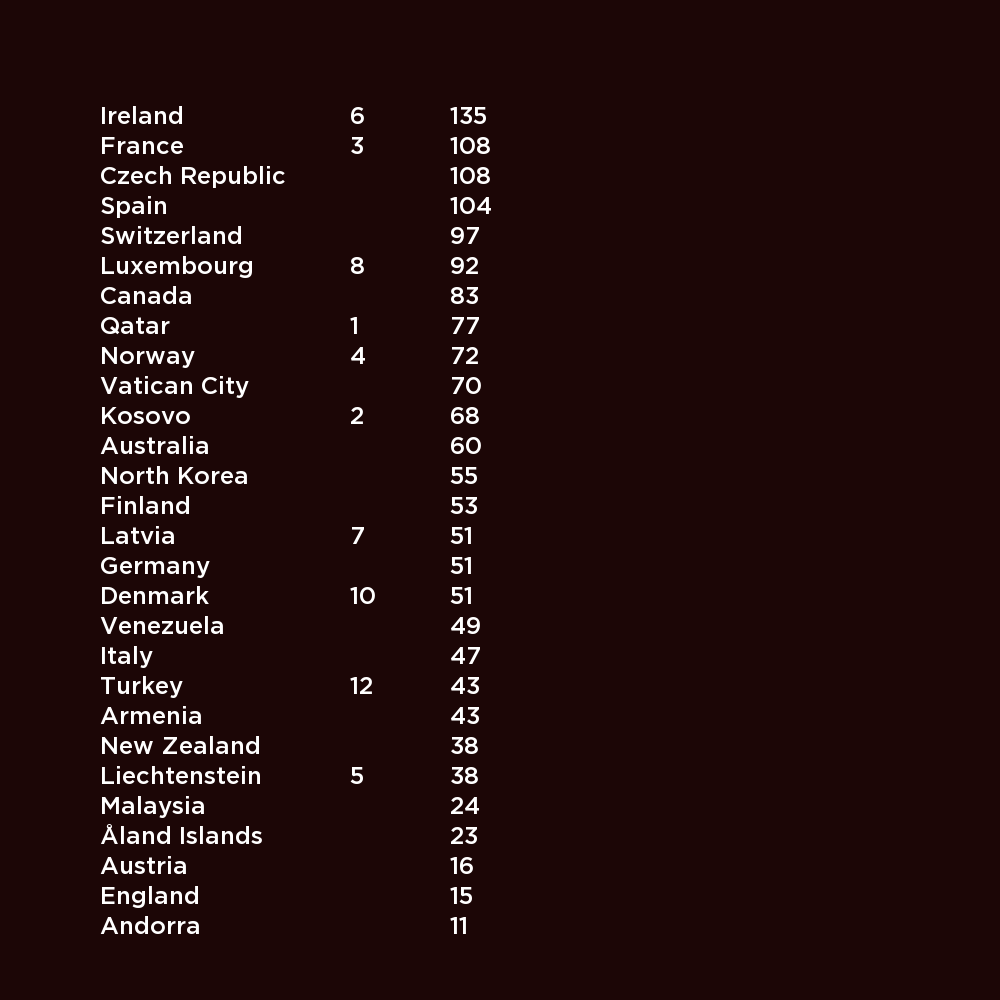 Ireland 6 135
France 3 108
Czech Republic 108
Spain 104
Switzerland 97
Luxembourg 8 92
Canada 83
Qatar 1 77
Norway 4 72
Vatican City 70
Kosovo 2 68
Australia 60
North Korea 55
Finland 53
Latvia 7 51
Germany 51
Denmark 10 51
Venezuela 49
Italy 47
Turkey 12 43
Armenia 43
New Zealand 38
Liechtenstein 5 38
Malaysia 24
Åland Islands 23
Austria 16
England 15
Andorra 11